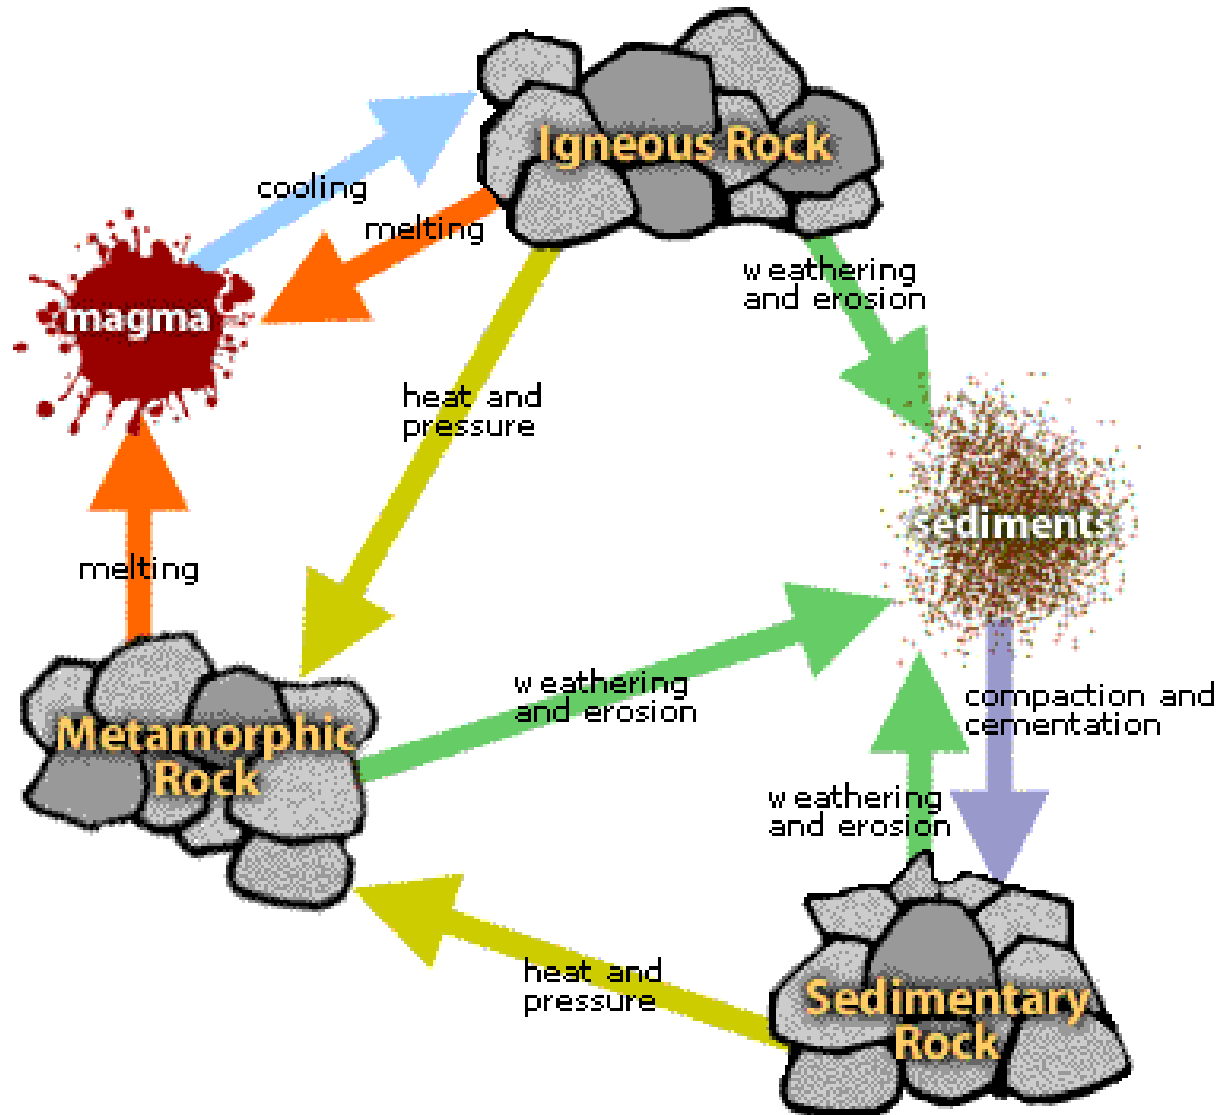 Igneous Rock
cooling
melting
weathering
and erosion
magma
heat and
pressure
sediments
melting
weathering
and erosion
compaction and
cementation
Metamorphic
Rock
weathering
and erosion
heat and
pressure
Sedimentary
Rock